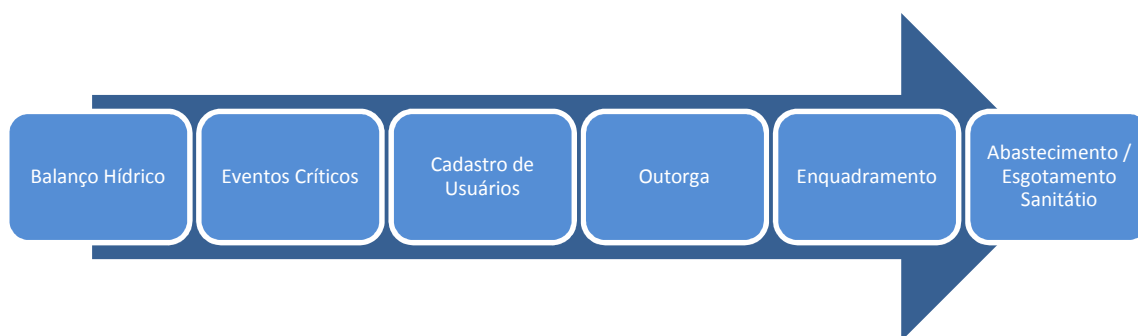 Balanço Hídrico
Eventos Críticos
Cadastro de
Usuários
Outorga
Enquadramento
Abastecimento /
Esgotamento
Sanitátio